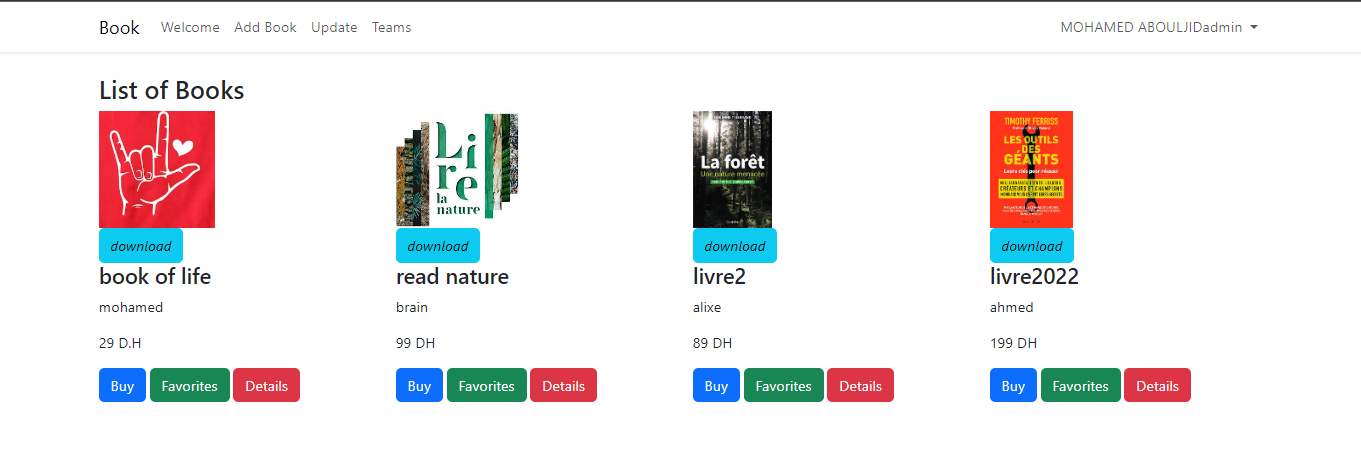 Book Welcome Add Book Update Teams MOHAMED ABOULJIDadmin
List of Books
Lire
la
nature
La forêt
Une nature menacée
TIMOTHY FERRISS
LES OUTILS
DES
GÉANTS
Leurs clés pour réussir
CRÉATEURS ET CHAMPIONS
download download download download
book of life read nature livre2 livre2022
mohamed brain alixe ahmed
29 D.H 99 DH 89 DH 199 DH
Buy Favorites Details Buy Favorites Details Buy Favorites Details Buy Favorites Details